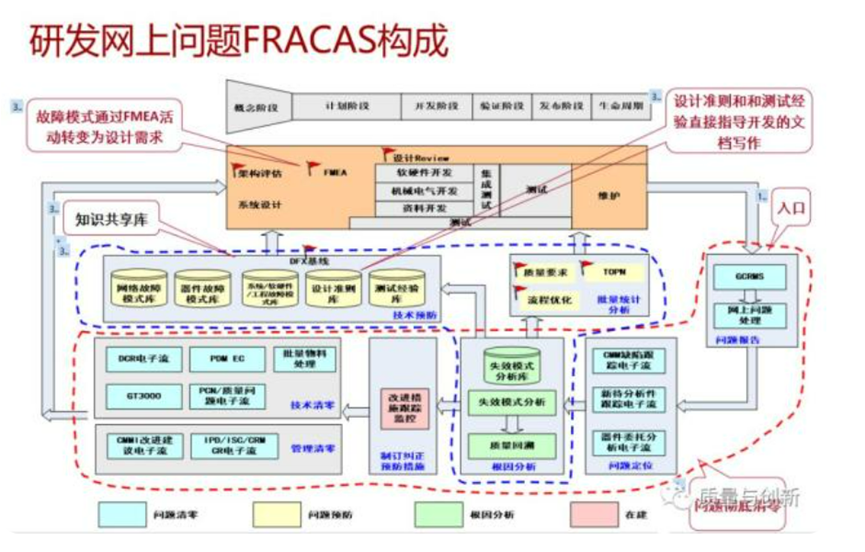 研发网上问题FRACAS构成
3..
故障模式通过FMEA活
动转变为设计需求
概念阶段
计划阶段
开发阶段
验证阶段
发布阶段
生命周期
3..
设计准则和和测试经
验直接指导开发的文
档写作
设计Review
架构评估
FMEA
系统设计
软硬件开发
机械电气开发
资料开发
集成测试
测试
维护
测试
3..
知识共享库
3..
1..
入口
DFX基线
网络故障
模式库
器件故障
模式库
系统/软硬件
/工程故障模
式库
设计准则
库
测试经验
库
技术预防
质量要求
TOPN
流程优化
批量统计
分析
GCRMS
网上问题
处理
问题报告
DCR电子流
PDM EC
批量物料
处理
GT3000
PCN/质量问
题电子流
技术清零
CMMI改进建
议电子流
IPD/ISC/CRM
CR电子流
管理清零
改进措
施跟踪
监控
制订纠正
预防措施
失效模式
分析库
失效模式分析
质量回溯
根因分析
CMM缺陷跟
踪电子流
新待分析件
跟踪电子流
器件委托分
析电子流
问题定位
质量与创新
问题彻底清零
问题清零
问题预防
根因分析
在建